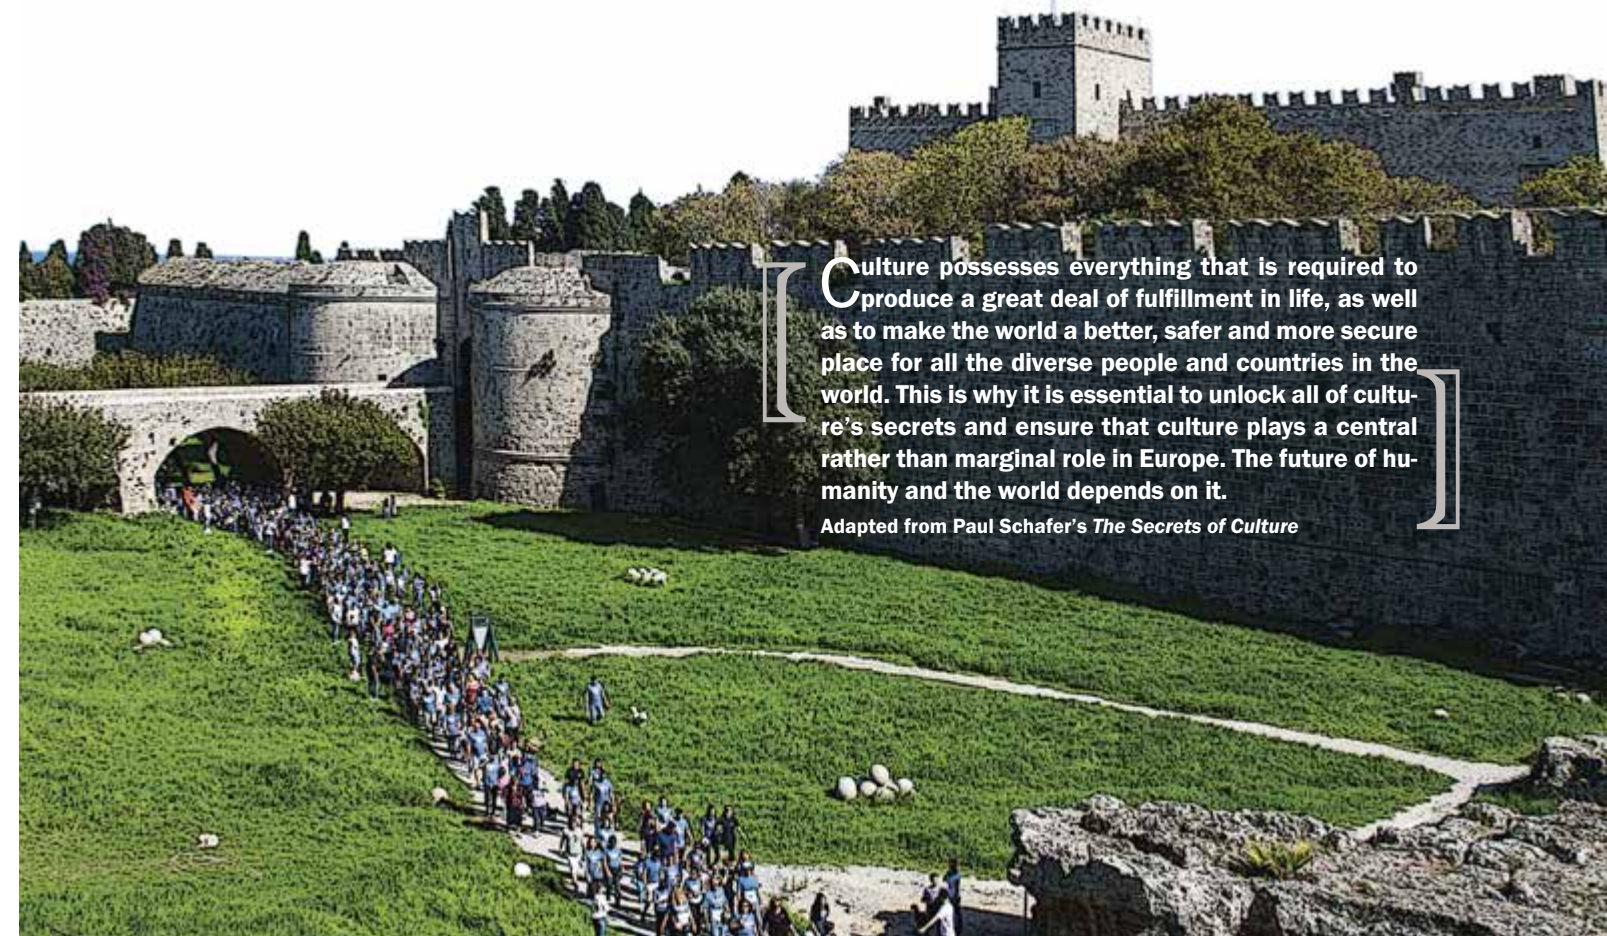 Culture possesses everything that is required to
produce a great deal of fulfillment in life, as well
as to make the world a better, safer and more secure
place for all the diverse people and countries in the
world. This is why it is essential to unlock all of cultu-
re's secrets and ensure that culture plays a central
rather than marginal role in Europe. The future of hu-
manity and the world depends on it.
Adapted from Paul Schafer's The Secrets of Culture